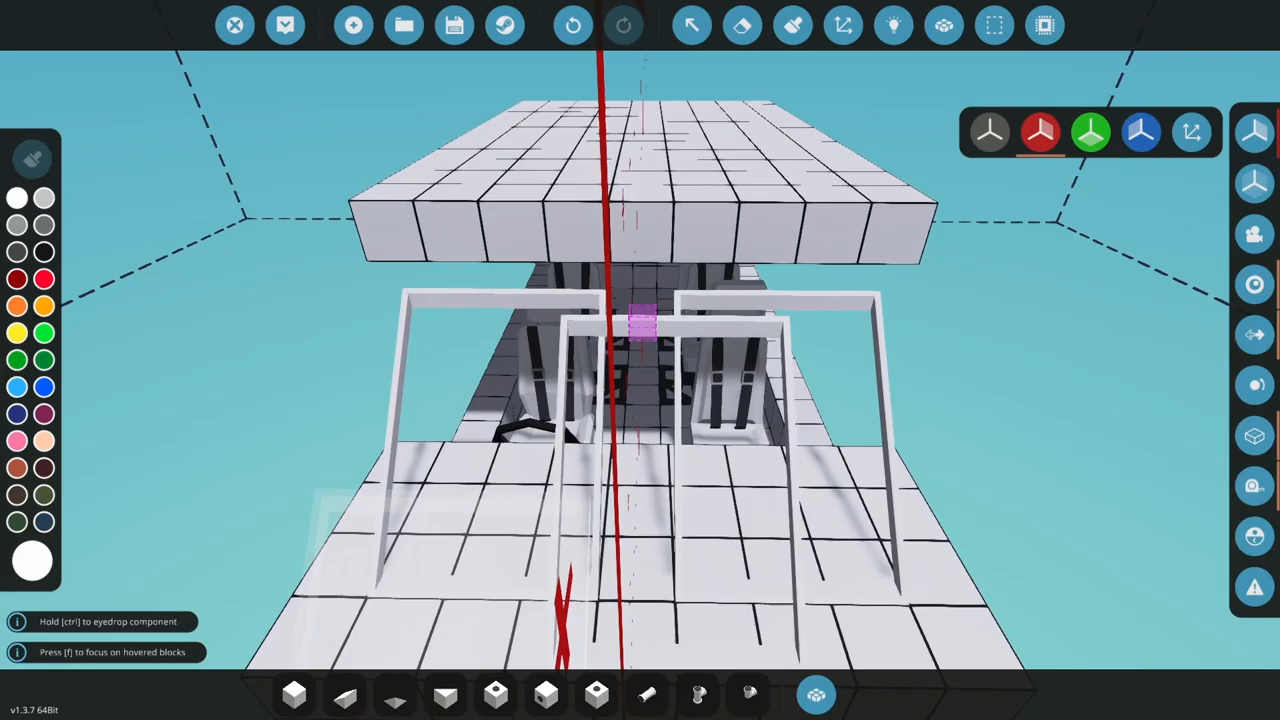 Hold [ctrl] to eyedrop component
Press [f] to focus on hovered blocks
v1.3.7 64Bit